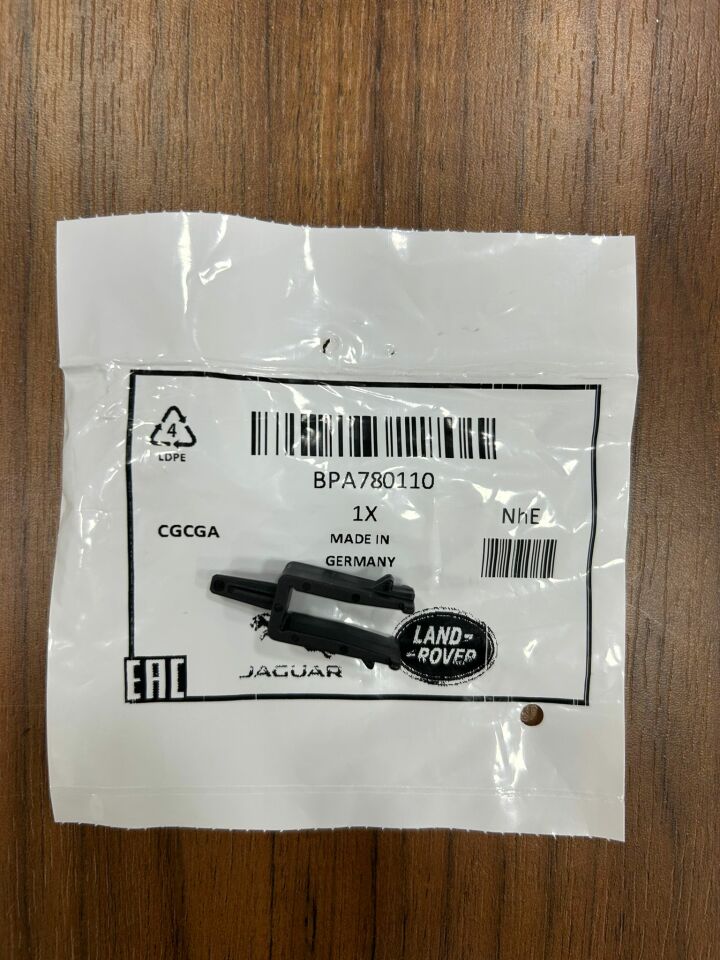 4
LDPE
BPA780110
1X
NhE
CGCGA
MADE IN
GERMANY
LAND-
-ROVER
JAGUAR
EAC